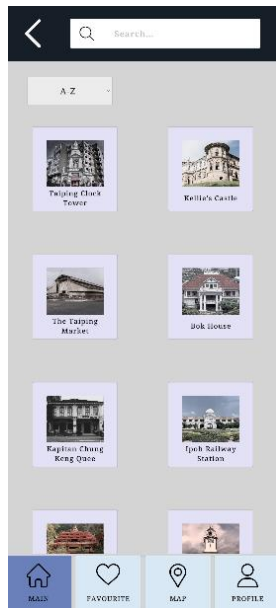 Search...
A-Z
Taiping Clock
Tower
Kellie's Castle
The Taiping
Market
Bok House
Kapitan Chung
Keng Quee
Ipoh Railway
Station
MAIN
FAVOURITE
MAP
PROFILE